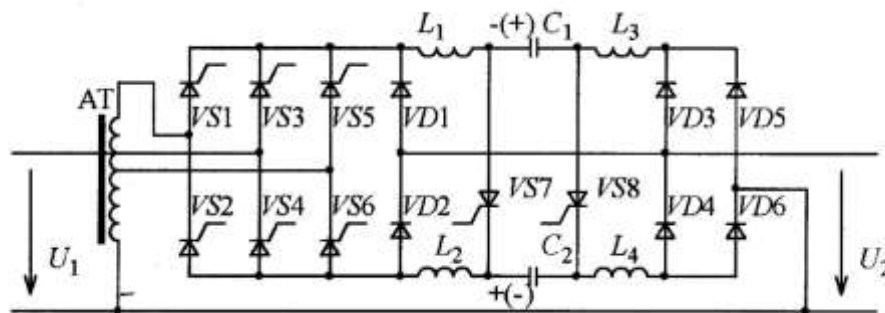 L1 -(+) C1 L3
AT VS1 VS3 VS5 VD1 VD3 VD5
VS7 VS8
VS2 VS4 VS6 VD2 VD4 VD6
U1 L2 C2 L4 U2
+(-)